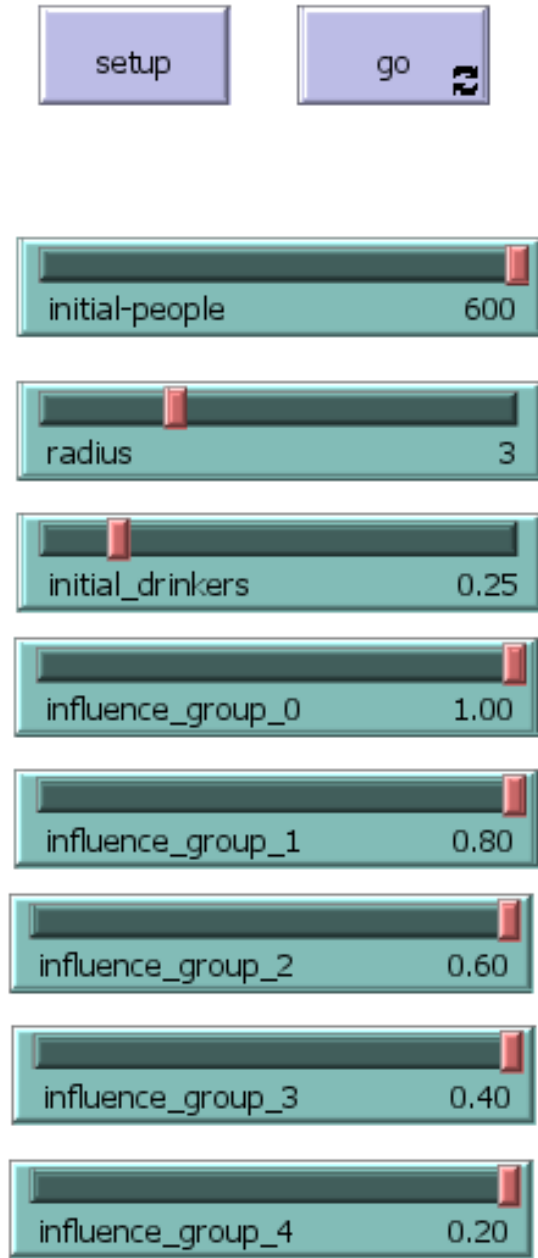 setup go
initial-people 600
radius 3
initial_drinkers 0.25
influence_group_0 1.00
influence_group_1 0.80
influence_group_2 0.60
influence_group_3 0.40
influence_group_4 0.20